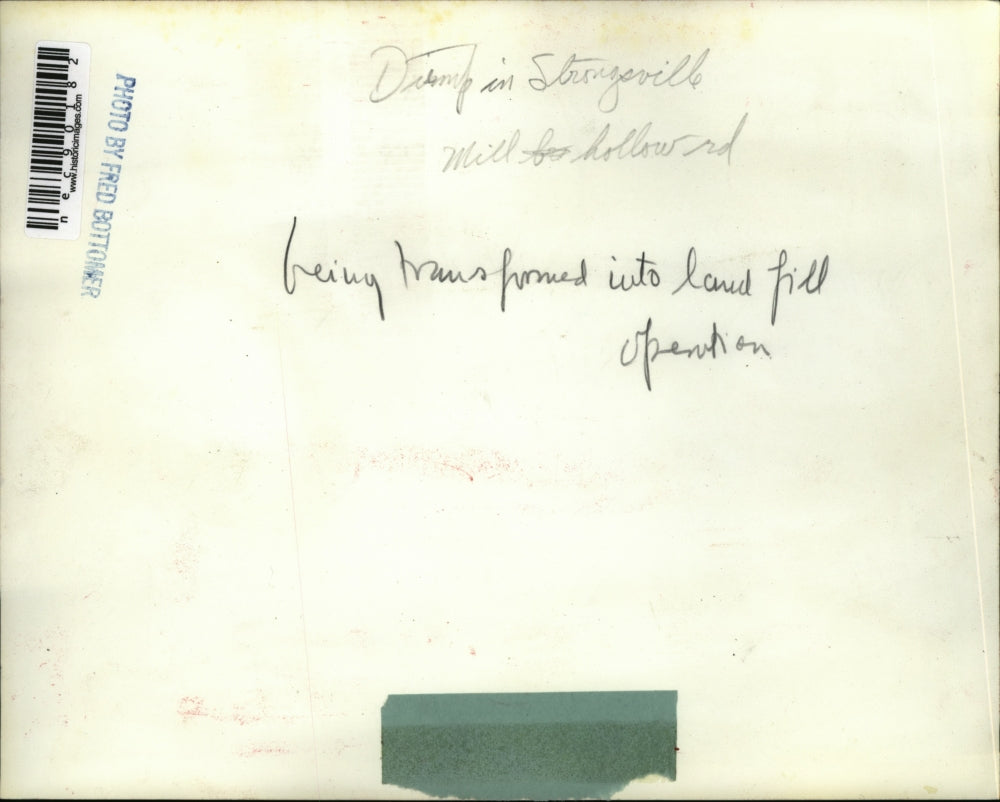 Dump in Strongsville
Mill hollow rd
being transformed into land fill
operation
PHOTO BY FRED BOTTOMER
www.historicimages.com
nec90182